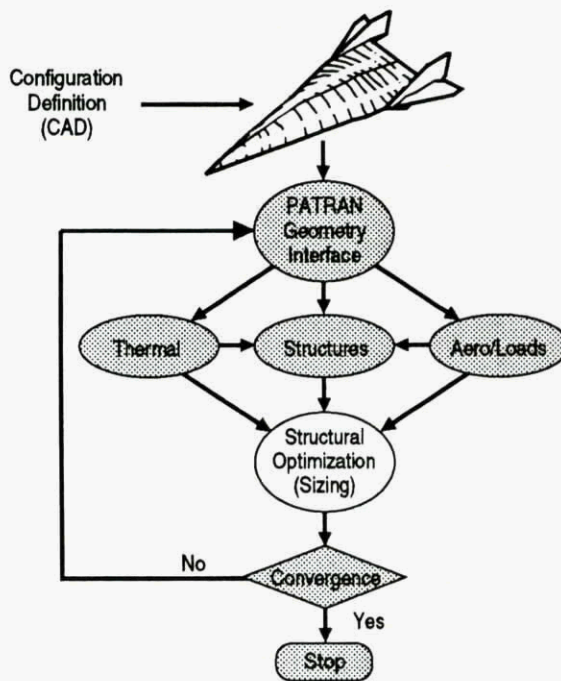 Configuration
Definition
(CAD)
PATRAN
Geometry
Interface
Thermal
Structures
Aero/Loads
Structural
Optimization
(Sizing)
No
Convergence
Yes
Stop